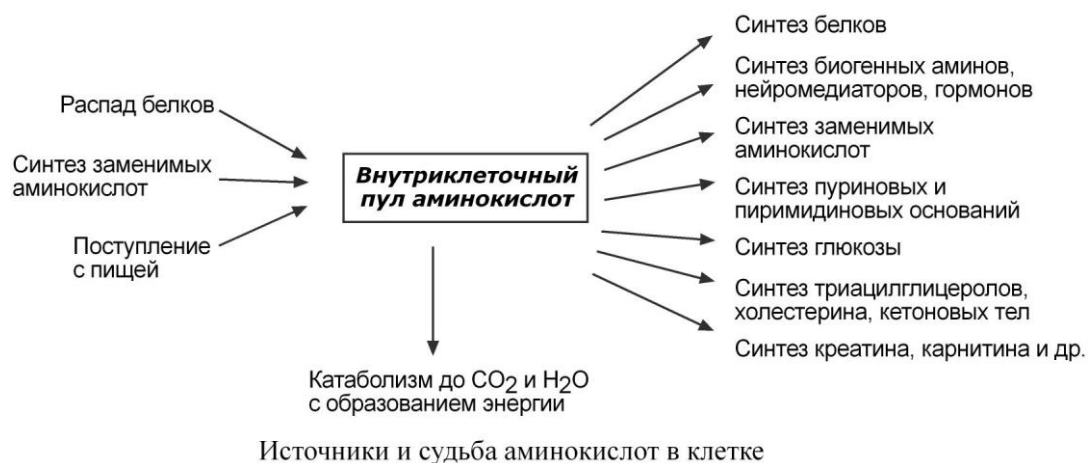 Распад белков
Синтез заменимых
аминокислот
Поступление
с пищей
Внутриклеточный
пул аминокислот
Синтез белков
Синтез биогенных аминов,
нейромедиаторов, гормонов
Синтез заменимых
аминокислот
Синтез пуриновых и
пиримидиновых оснований
Синтез глюкозы
Синтез триацилглицеролов,
холестерина, кетоновых тел
Синтез креатина, карнитина и др.
Катаболизм до CO2 и H2O
с образованием энергии
Источники и судьба аминокислот в клетке